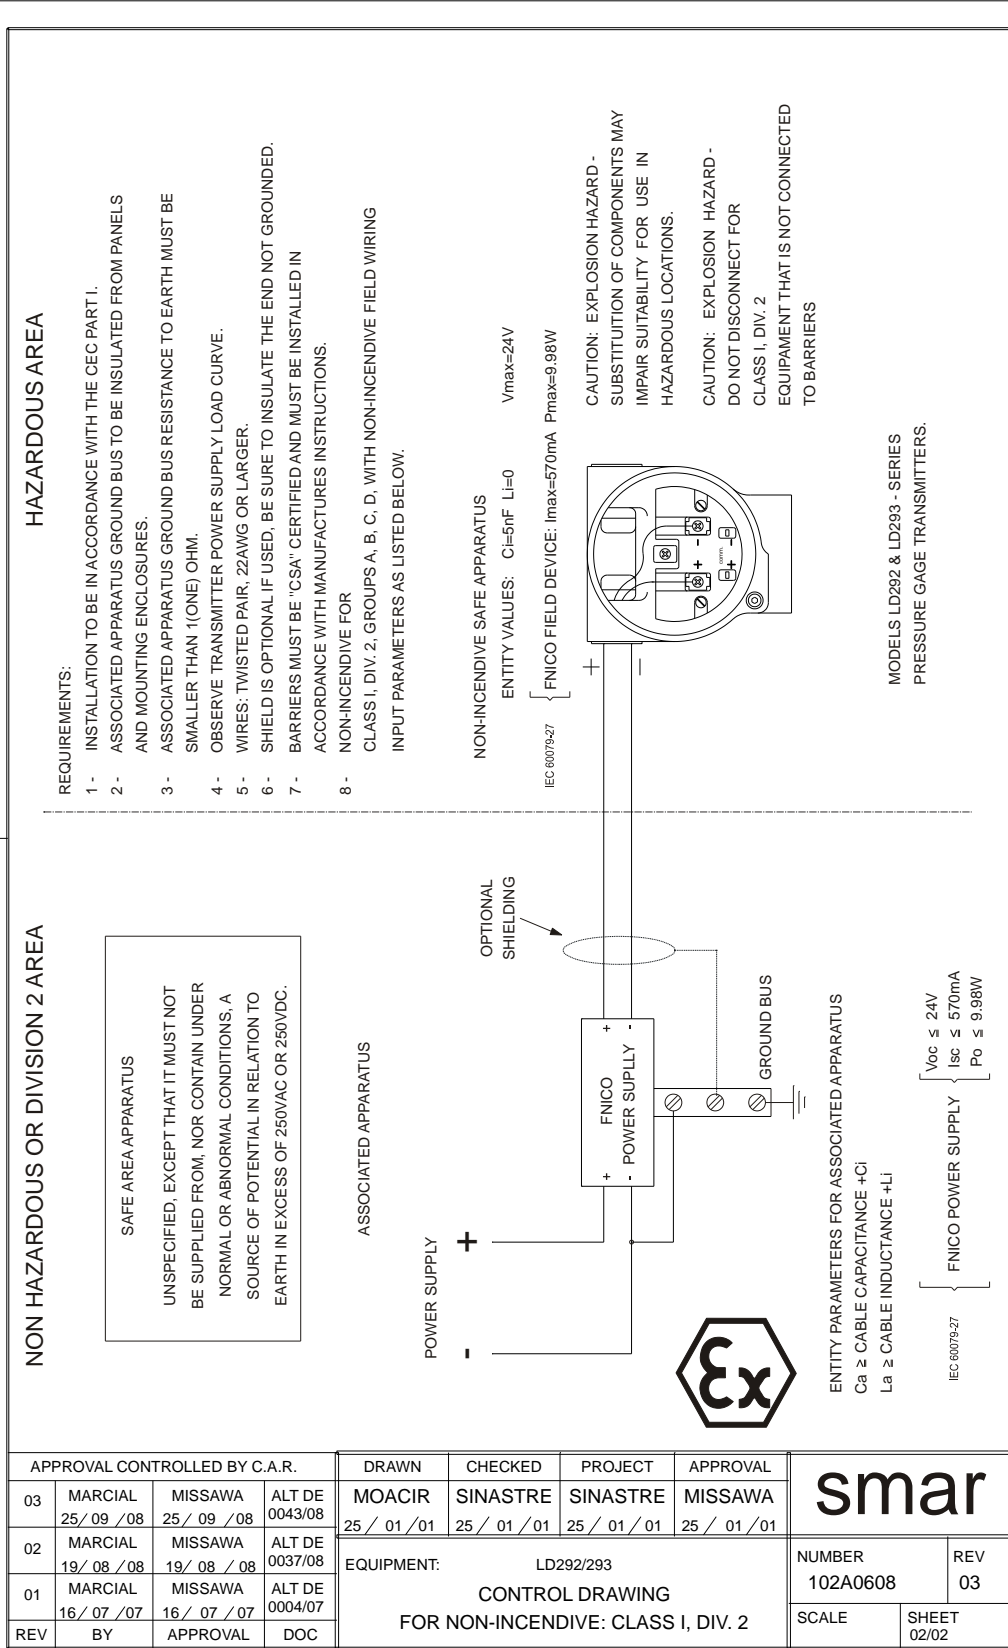 NON HAZARDOUS OR DIVISION 2 AREA
SAFE AREA APPARATUS
UNSPECIFIED, EXCEPT THAT IT MUST NOT
BE SUPPLIED FROM, NOR CONTAIN UNDER
NORMAL OR ABNORMAL CONDITIONS, A
SOURCE OF POTENTIAL IN RELATION TO
EARTH IN EXCESS OF 250VAC OR 250VDC.
ASSOCIATED APPARATUS
POWER SUPPLY
- +
+ +
- -
FNICO
POWER SUPLLY
OPTIONAL
SHIELDING
GROUND BUS
Ex
ENTITY PARAMETERS FOR ASSOCIATED APPARATUS
Ca ≥ CABLE CAPACITANCE +Ci
La ≥ CABLE INDUCTANCE +Li
IEC 60079-27
FNICO POWER SUPPLY
Voc ≤ 24V
Isc ≤ 570mA
Po ≤ 9.98W
HAZARDOUS AREA
REQUIREMENTS:
1 - INSTALLATION TO BE IN ACCORDANCE WITH THE CEC PART I.
2 - ASSOCIATED APPARATUS GROUND BUS TO BE INSULATED FROM PANELS
AND MOUNTING ENCLOSURES.
3 - ASSOCIATED APPARATUS GROUND BUS RESISTANCE TO EARTH MUST BE
SMALLER THAN 1(ONE) OHM.
4 - OBSERVE TRANSMITTER POWER SUPPLY LOAD CURVE.
5 - WIRES: TWISTED PAIR, 22AWG OR LARGER.
6 - SHIELD IS OPTIONAL IF USED, BE SURE TO INSULATE THE END NOT GROUNDED.
7 - BARRIERS MUST BE "CSA" CERTIFIED AND MUST BE INSTALLED IN
ACCORDANCE WITH MANUFACTURES INSTRUCTIONS.
8 - NON-INCENDIVE FOR
CLASS I, DIV. 2, GROUPS A, B, C, D, WITH NON-INCENDIVE FIELD WIRING
INPUT PARAMETERS AS LISTED BELOW.
NON-INCENDIVE SAFE APPARATUS
ENTITY VALUES: Ci=5nF Li=0 Vmax=24V
IEC 60079-27 FNICO FIELD DEVICE: Imax=570mA Pmax=9.98W
+
-
+ -
comm.
+ -
CAUTION: EXPLOSION HAZARD -
SUBSTITUITION OF COMPONENTS MAY
IMPAIR SUITABILITY FOR USE IN
HAZARDOUS LOCATIONS.
CAUTION: EXPLOSION HAZARD -
DO NOT DISCONNECT FOR
CLASS I, DIV. 2
EQUIPAMENT THAT IS NOT CONNECTED
TO BARRIERS
MODELS LD292 & LD293 - SERIES
PRESSURE GAGE TRANSMITTERS.
APPROVAL CONTROLLED BY C.A.R.
03 MARCIAL MISSAWA ALT DE
25/ 09 /08 25/ 09 /08 0043/08
02 MARCIAL MISSAWA ALT DE
19/ 08 /08 19/ 08 /08 0037/08
01 MARCIAL MISSAWA ALT DE
16/ 07 /07 16/ 07 /07 0004/07
REV BY APPROVAL DOC
DRAWN CHECKED PROJECT APPROVAL
MOACIR SINASTRE SINASTRE MISSAWA
25 / 01 /01 25 / 01 /01 25 / 01 /01 25 / 01 /01
EQUIPMENT: LD292/293
CONTROL DRAWING
FOR NON-INCENDIVE: CLASS I, DIV. 2
smar
NUMBER REV
102A0608 03
SCALE SHEET
02/02